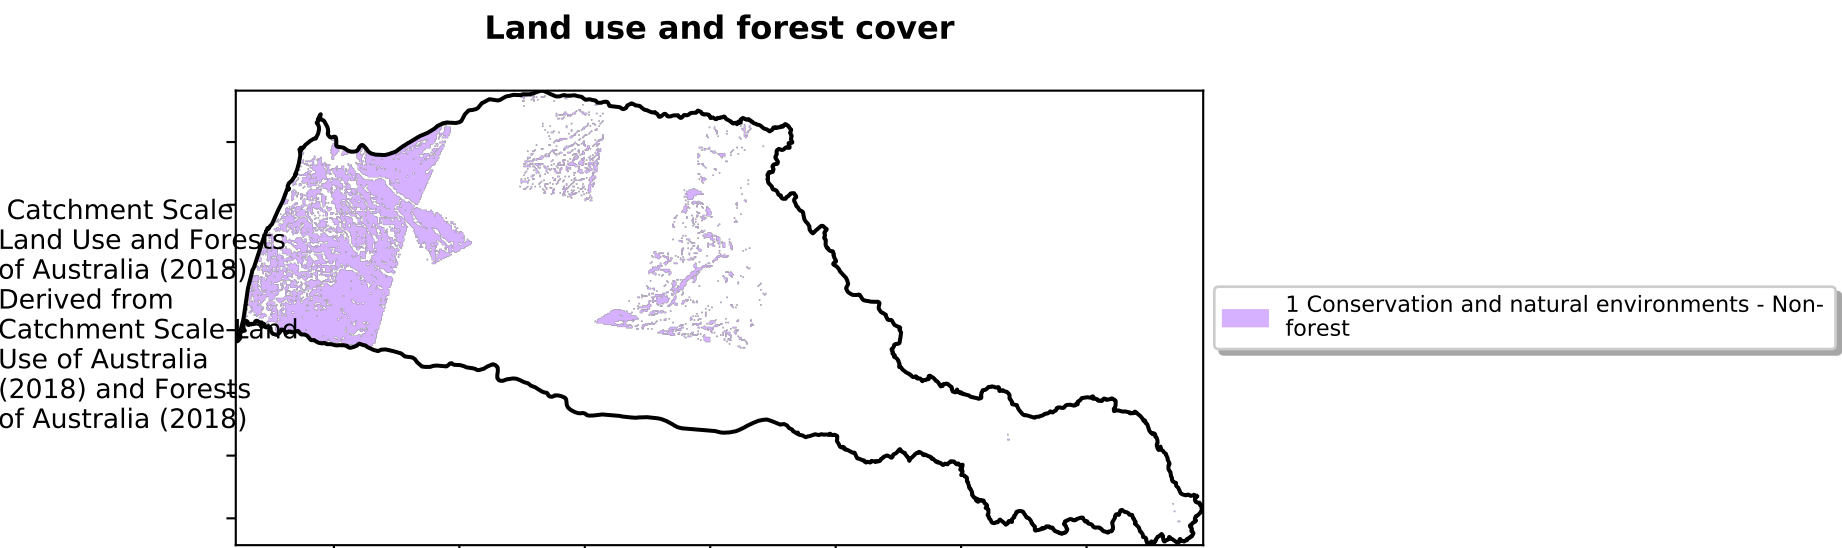 Land use and forest cover
Catchment Scale
Land Use and Forests
of Australia (2018)
Derived from
Catchment Scale Land
Use of Australia
(2018) and Forests
of Australia (2018)
1 Conservation and natural environments - Non-
forest